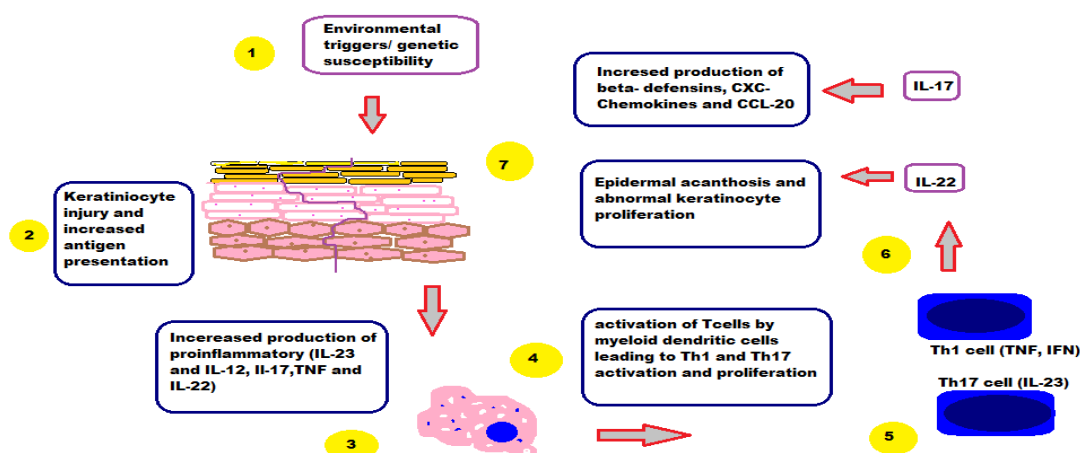 1
Environmental
triggers/ genetic
susceptibility
2
Keratiniocyte
injury and
increased
antigen
presentation
Incereased production of
proinflammatory (IL-23
and IL-12, Il-17,TNF and
IL-22)
3
4
activation of Tcells by
myeloid dendritic cells
leading to Th1 and Th17
activation and proliferation
5
Th1 cell (TNF, IFN)
Th17 cell (IL-23)
6
IL-22
Epidermal acanthosis and
abnormal keratinocyte
proliferation
7
IL-17
Incresed production of
beta- defensins, CXC-
Chemokines and CCL-20